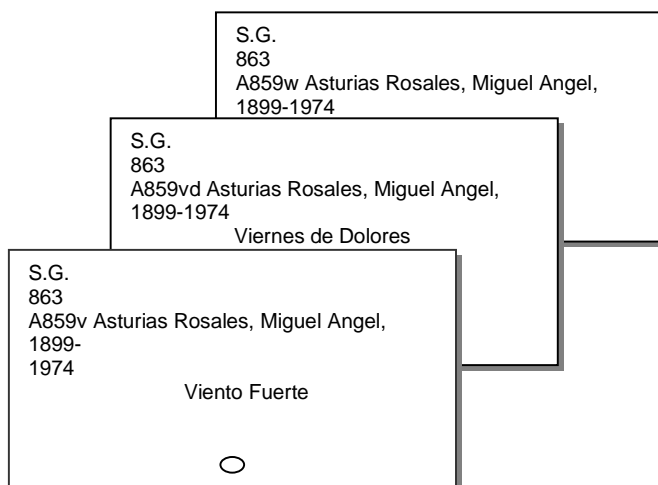 S.G.
863
A859w Asturias Rosales, Miguel Angel,
1899-1974
S.G.
863
A859vd Asturias Rosales, Miguel Angel,
1899-1974
Viernes de Dolores
S.G.
863
A859v Asturias Rosales, Miguel Angel,
1899-
1974
Viento Fuerte